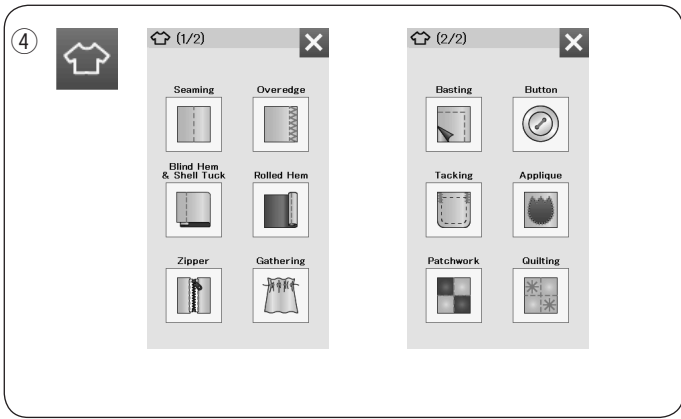 ④
(1/2)
Seaming
Overedge
Blind Hem
& Shell Tuck
Rolled Hem
Zipper
Gathering
(2/2)
Basting
Button
Tacking
Applique
Patchwork
Quilting